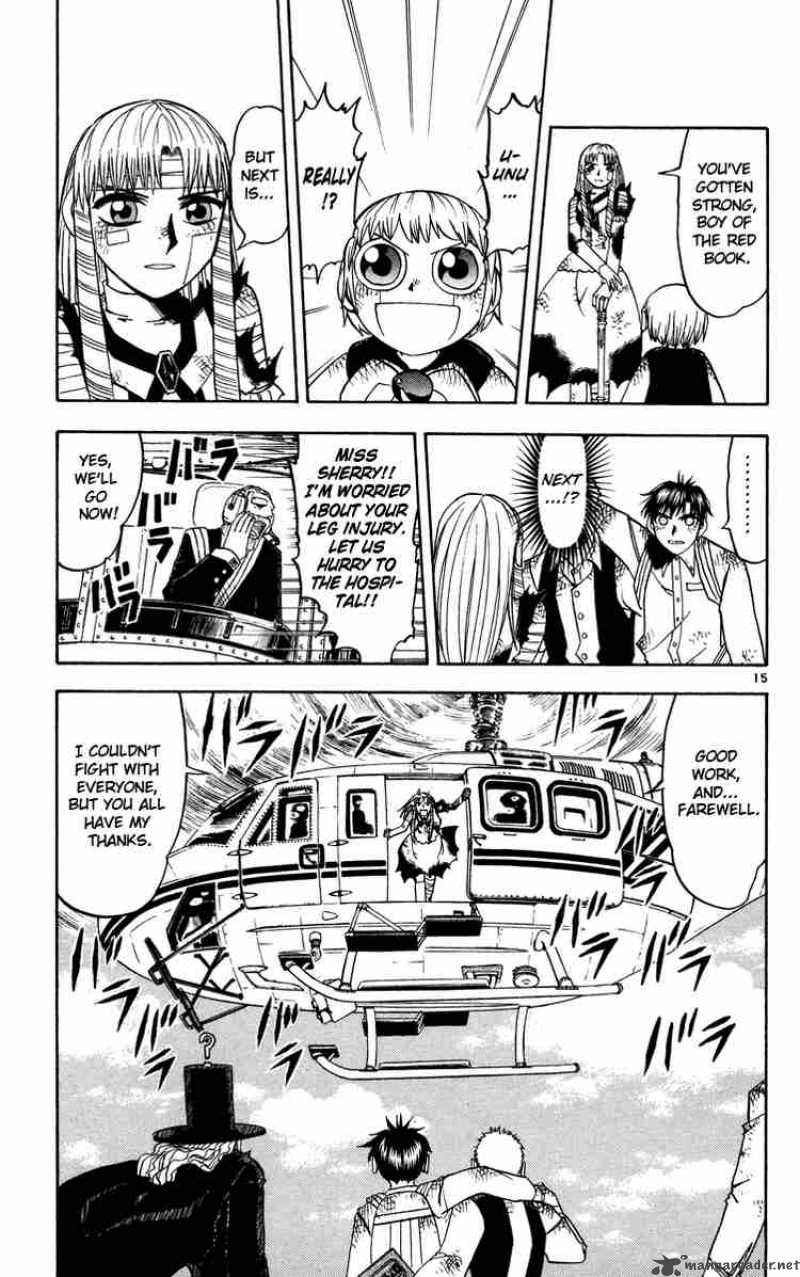 YOU'VE
GOTTEN
STRONG,
BOY OF
THE RED
BOOK.
U-
UNU
...
REALLY
!?
BUT
NEXT
IS...
........
NEXT
...!?
MISS
SHERRY!!
I'M WORRIED
ABOUT YOUR
LEG INJURY.
LET US
HURRY TO
THE HOSPI-
TAL!!
YES,
WE'LL
GO
NOW!
バラ
バラ
バラ
15
GOOD
WORK,
AND...
FAREWELL.
I COULDN'T
FIGHT WITH
EVERYONE,
BUT YOU ALL
HAVE MY
THANKS.
バラ
バラ
バラ
バラ
バラ
バラ
バラ
?
mangareader.net